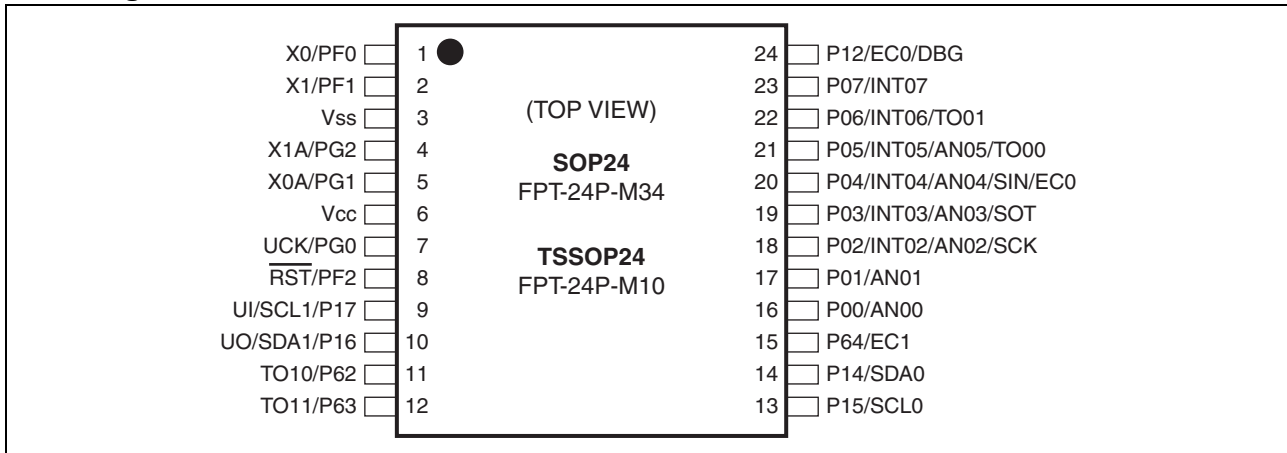 X0/PF0 1 24 P12/EC0/DBG
X1/PF1 2 23 P07/INT07
Vss 3 (TOP VIEW) 22 P06/INT06/TO01
X1A/PG2 4 21 P05/INT05/AN05/TO00
SOP24
X0A/PG1 5 20 P04/INT04/AN04/SIN/EC0
FPT-24P-M34
Vcc 6 19 P03/INT03/AN03/SOT
UCK/PG0 7 18 P02/INT02/AN02/SCK
TSSOP24
RST/PF2 8 17 P01/AN01
FPT-24P-M10
UI/SCL1/P17 9 16 P00/AN00
UO/SDA1/P16 10 15 P64/EC1
TO10/P62 11 14 P14/SDA0
TO11/P63 12 13 P15/SCL0